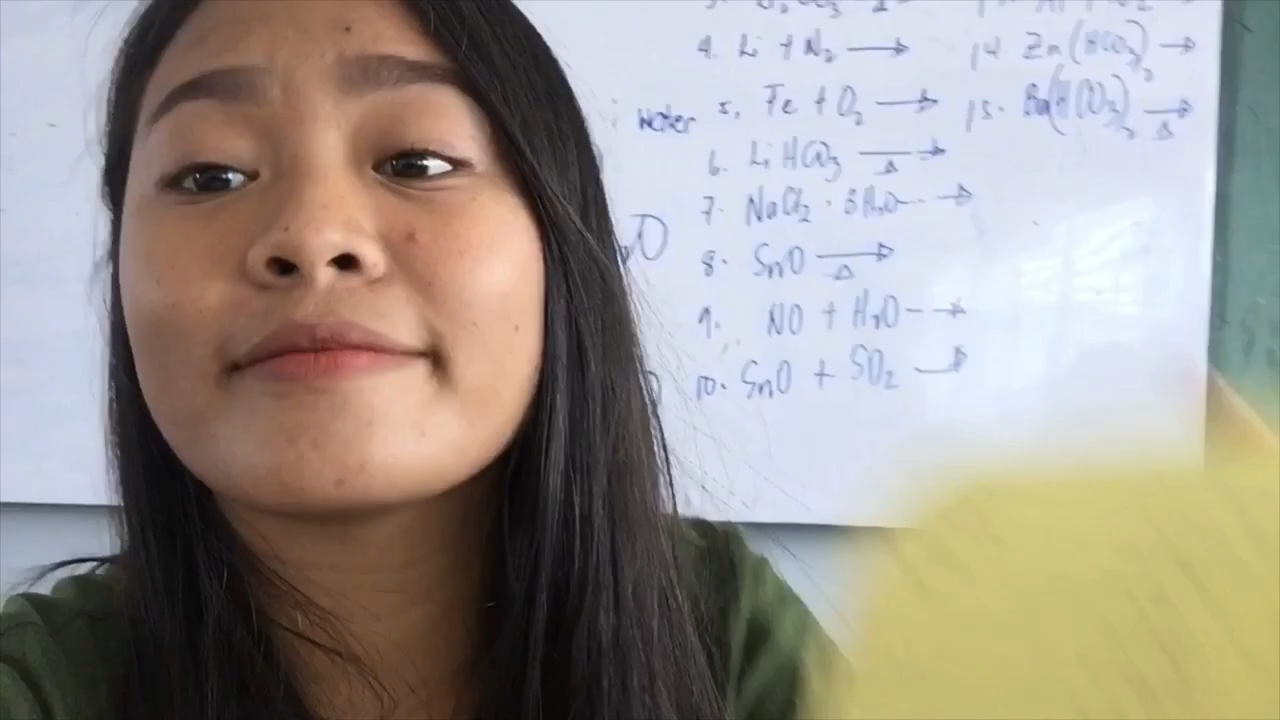 4. Li + N₂ → 14. Zn(HCO₃)₂ →
water 5. Fe + O₂ → 15. Ba(HCO₃)₂ →Δ
6. LiHCO₃ →Δ
7. NaCl₂ · 3H₂O →
8. SnO →Δ
9. NO + H₂O →
10. SnO + SO₂ →